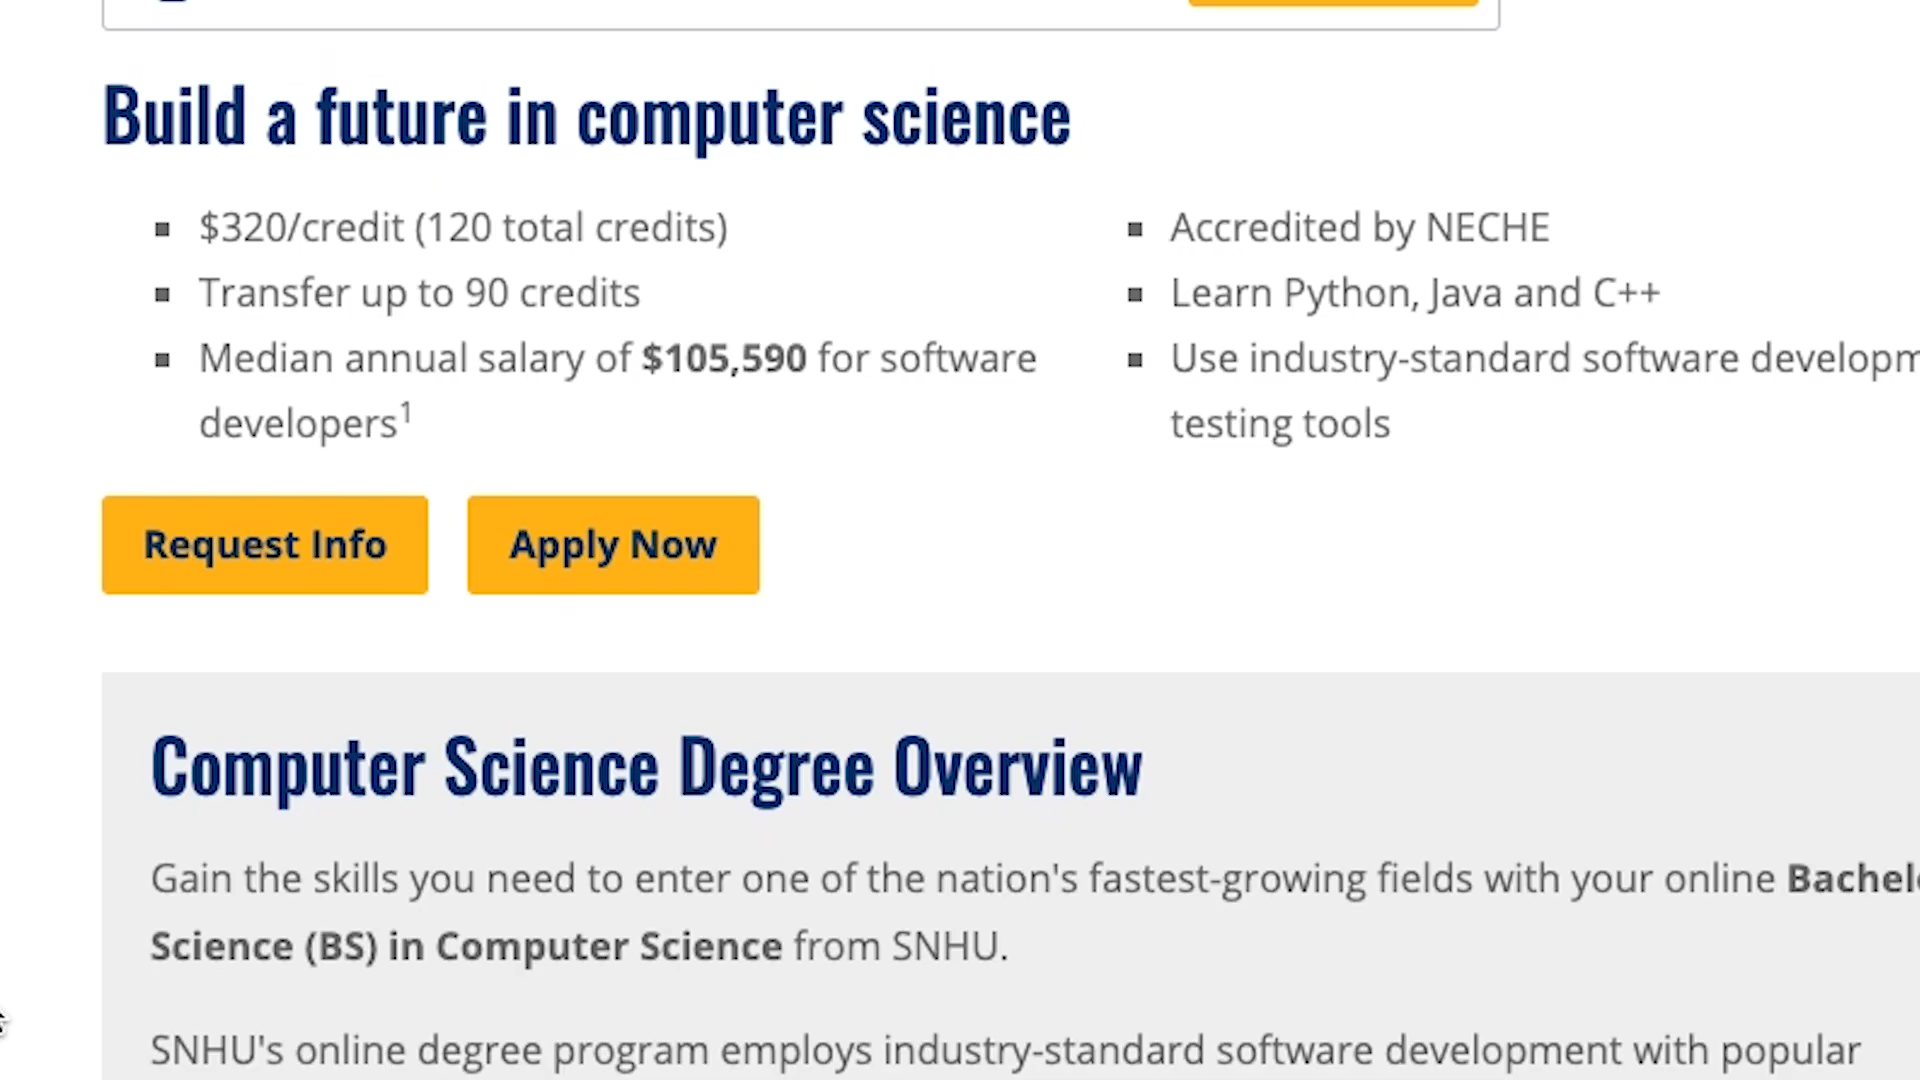 Build a future in computer science
$320/credit (120 total credits)
Transfer up to 90 credits
Median annual salary of $105,590 for software
developers¹
Accredited by NECHE
Learn Python, Java and C++
Use industry-standard software developm
testing tools
Request Info
Apply Now
Computer Science Degree Overview
Gain the skills you need to enter one of the nation's fastest-growing fields with your online Bachel
Science (BS) in Computer Science from SNHU.
SNHU's online degree program employs industry-standard software development with popular